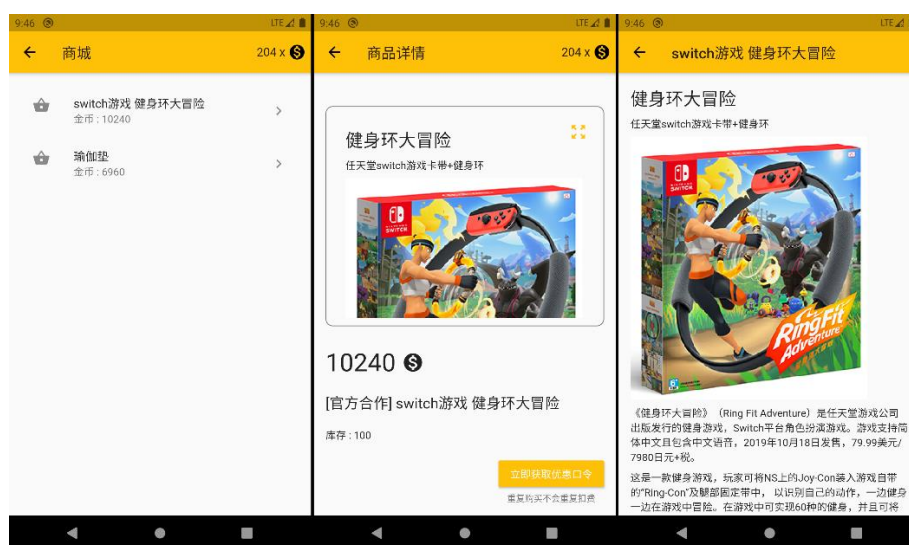 9:46
LTE
商城
204 x
switch游戏 健身环大冒险
金币 : 10240
瑜伽垫
金币 : 6960
9:46
LTE
商品详情
204 x
健身环大冒险
任天堂switch游戏卡带+健身环
NINTENDO
SWITCH
10240
[官方合作] switch游戏 健身环大冒险
库存 : 100
立即获取优惠口令
重复购买不会重复扣费
9:46
LTE
switch游戏 健身环大冒险
健身环大冒险
任天堂switch游戏卡带+健身环
NINTENDO
SWITCH
RingFit
Adventure
《健身环大冒险》（Ring Fit Adventure）是任天堂游戏公司
出版发行的健身游戏，Switch平台角色扮演游戏。游戏支持简
体中文且包含中文语音，2019年10月18日发售，79.99美元/
7980日元+税。
这是一款健身游戏，玩家可将NS上的Joy-Con装入游戏自带
的"Ring-Con"及腿部固定带中， 以识别自己的动作，一边健身
一边在游戏中冒险。在游戏中可实现60种的健身，并且可将